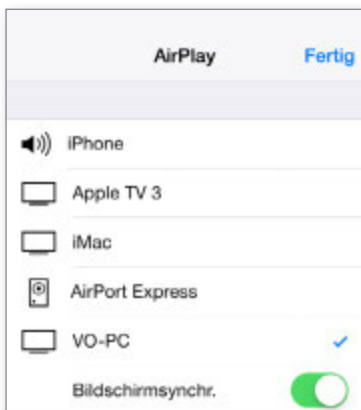 AirPlay Fertig
iPhone
Apple TV 3
iMac
AirPort Express
VO-PC
Bildschirmsynchr.